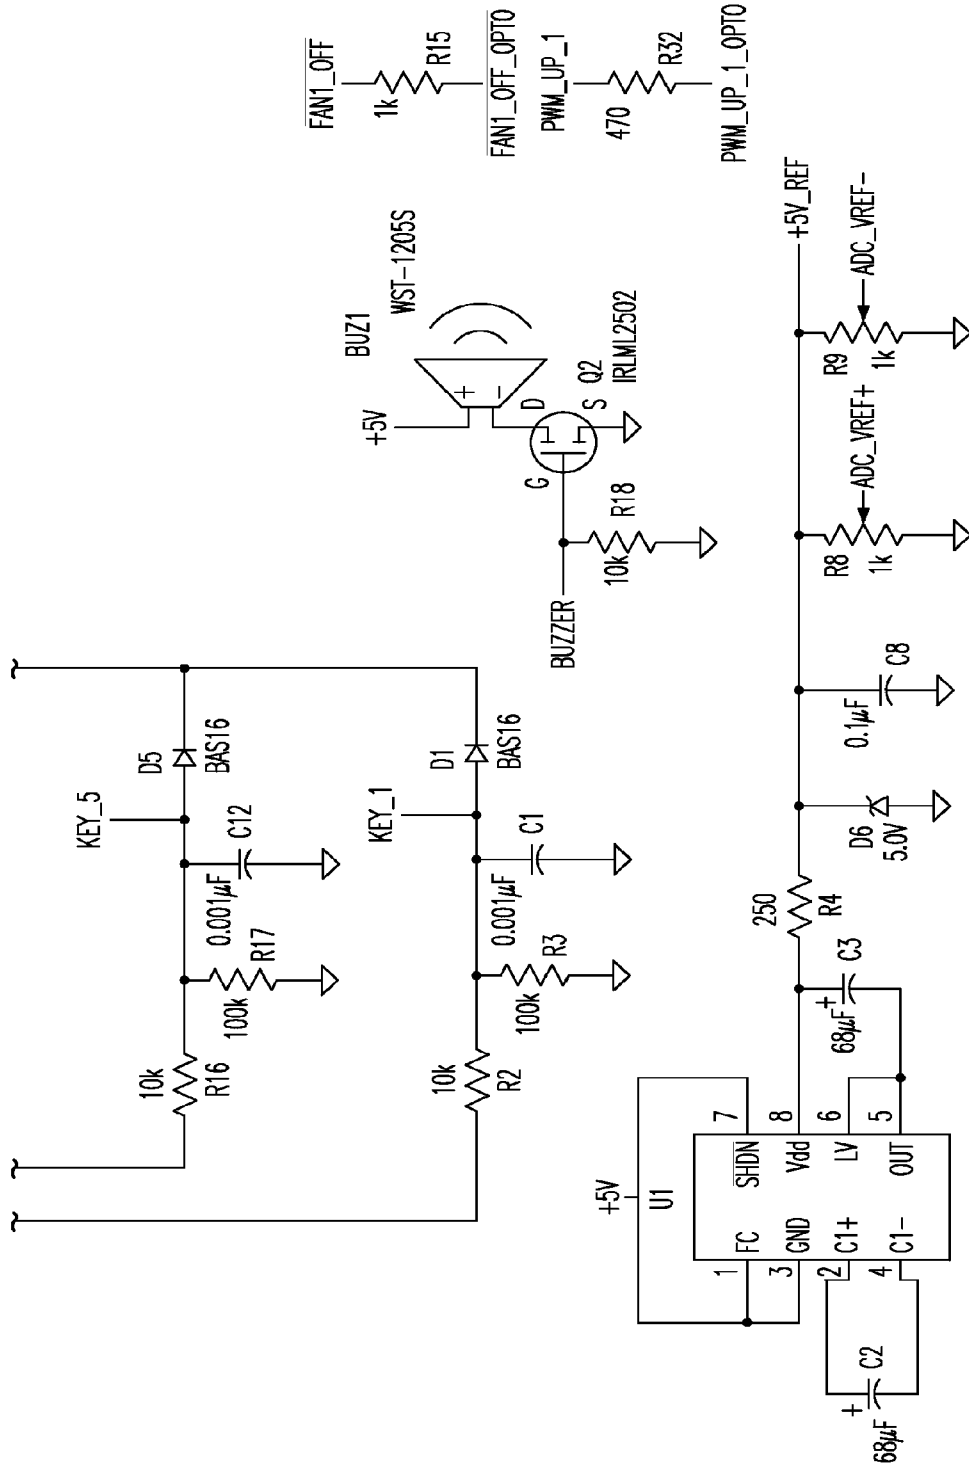 KEY_5
10k
R16
100k
R17
0.001μF
C12
D5
BAS16
KEY_1
10k
R2
100k
R3
0.001μF
C1
D1
BAS16
+5V
BUZ1
WST-1205S
+
-
D
G
S
Q2
IRLML2502
BUZZER
10k
R18
FAN1_OFF
1k
R15
FAN1_OFF_OPTO
PWM_UP_1
470
R32
PWM_UP_1_OPTO
+5V
U1
1
FC
SHDN
7
3
GND
Vdd
8
2
C1+
LV
6
4
C1-
OUT
5
+
C2
68μF
+
68μF
C3
250
R4
D6
5.0V
0.1μF
C8
R8
1k
ADC_VREF+
R9
1k
ADC_VREF-
+5V_REF